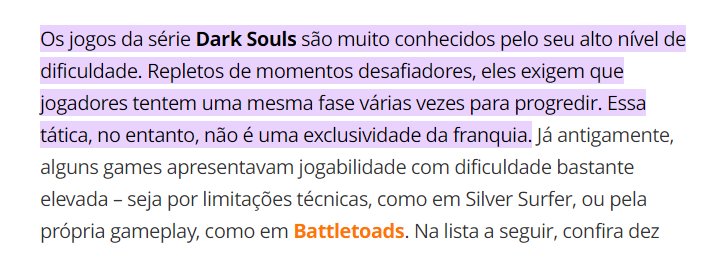 Os jogos da série Dark Souls são muito conhecidos pelo seu alto nível de
dificuldade. Repletos de momentos desafiadores, eles exigem que
jogadores tentem uma mesma fase várias vezes para progredir. Essa
tática, no entanto, não é uma exclusividade da franquia. Já antigamente,
alguns games apresentavam jogabilidade com dificuldade bastante
elevada – seja por limitações técnicas, como em Silver Surfer, ou pela
própria gameplay, como em Battletoads. Na lista a seguir, confira dez